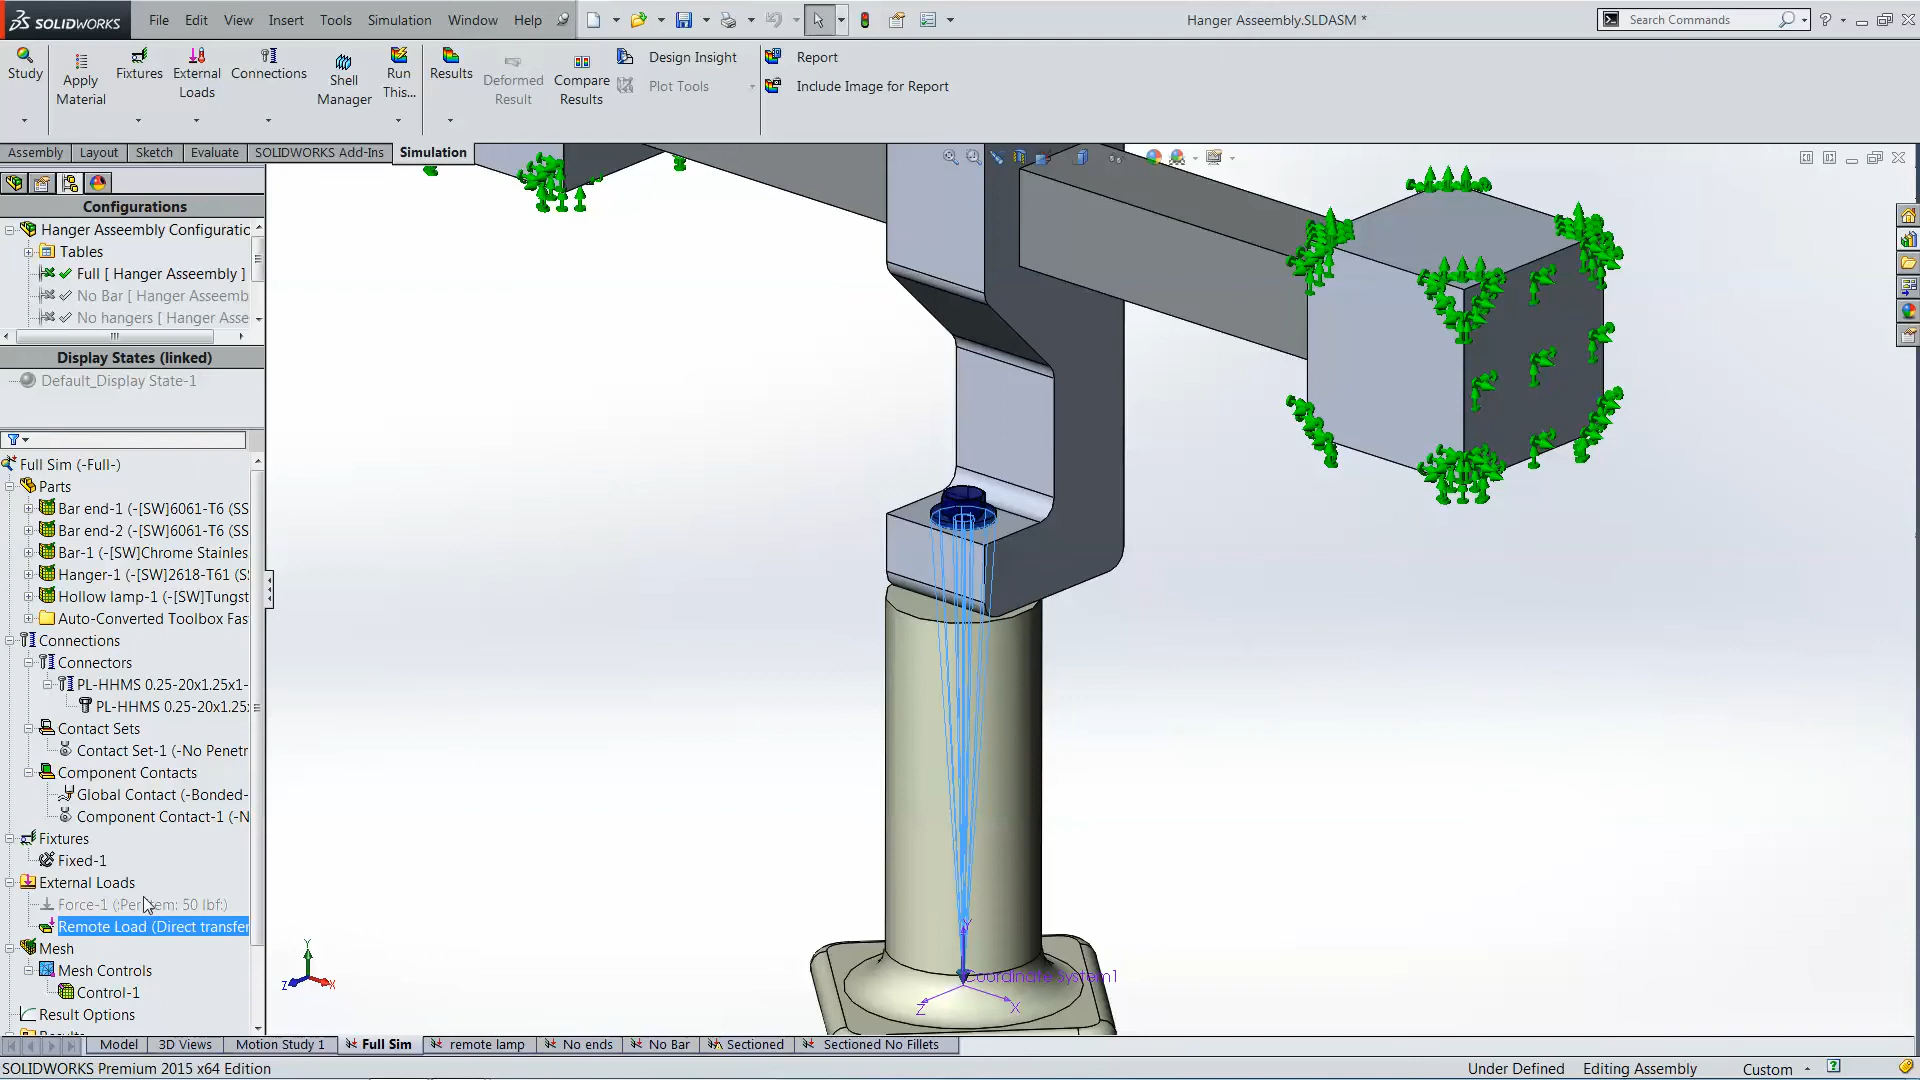 SOLIDWORKS
File Edit View Insert Tools Simulation Window Help
Hanger Asseembly.SLDASM *
Search Commands
Study
Apply Material
Fixtures
External Loads
Connections
Shell Manager
Run This...
Results
Deformed Result
Compare Results
Design Insight
Plot Tools
Report
Include Image for Report
Assembly Layout Sketch Evaluate SOLIDWORKS Add-Ins Simulation
Configurations
Hanger Asseembly Configuratic
Tables
Full [ Hanger Asseembly ]
No Bar [ Hanger Asseemb
No hangers [ Hanger Asse
Display States (linked)
Default_Display State-1
Full Sim (-Full-)
Parts
Bar end-1 (-[SW]6061-T6 (SS
Bar end-2 (-[SW]6061-T6 (SS
Bar-1 (-[SW]Chrome Stainles
Hanger-1 (-[SW]2618-T61 (S
Hollow lamp-1 (-[SW]Tungst
Auto-Converted Toolbox Fas
Connections
Connectors
PL-HHMS 0.25-20x1.25x1-
PL-HHMS 0.25-20x1.25
Contact Sets
Contact Set-1 (-No Penetr
Component Contacts
Global Contact (-Bonded-
Component Contact-1 (-N
Fixtures
Fixed-1
External Loads
Force-1 (:Per item: 50 lbf:)
Remote Load (Direct transfer
Mesh
Mesh Controls
Control-1
Result Options
Y
Z
X
Y
Coordinate System1
Z
X
Model 3D Views Motion Study 1 Full Sim remote lamp No ends No Bar Sectioned Sectioned No Fillets
SOLIDWORKS Premium 2015 x64 Edition
Under Defined Editing Assembly Custom